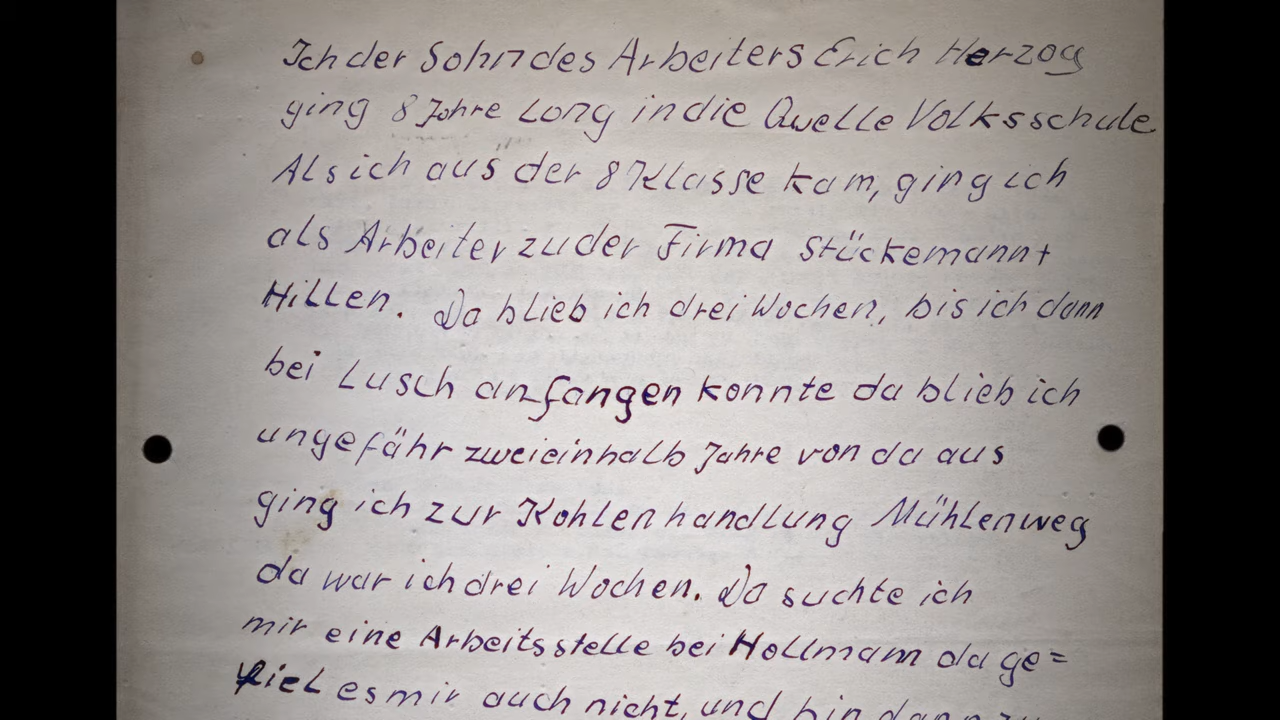 Ich der Sohn des Arbeiters Erich Herzog
ging 8 Jahre Lang in die Quelle Volksschule
Als ich aus der 8 Klasse kam, ging ich
als Arbeiter zu der Firma Stückemann +
Hillen. Da blieb ich drei Wochen, bis ich dann
bei Lusch anfangen konnte da blieb ich
ungefähr zweieinhalb Jahre von da aus
ging ich zur Kohlenhandlung Mühlenweg
da war ich drei Wochen. Da suchte ich
mir eine Arbeitsstelle bei Hollmann da ge=
fiel es mir auch nicht, und bin dann zu